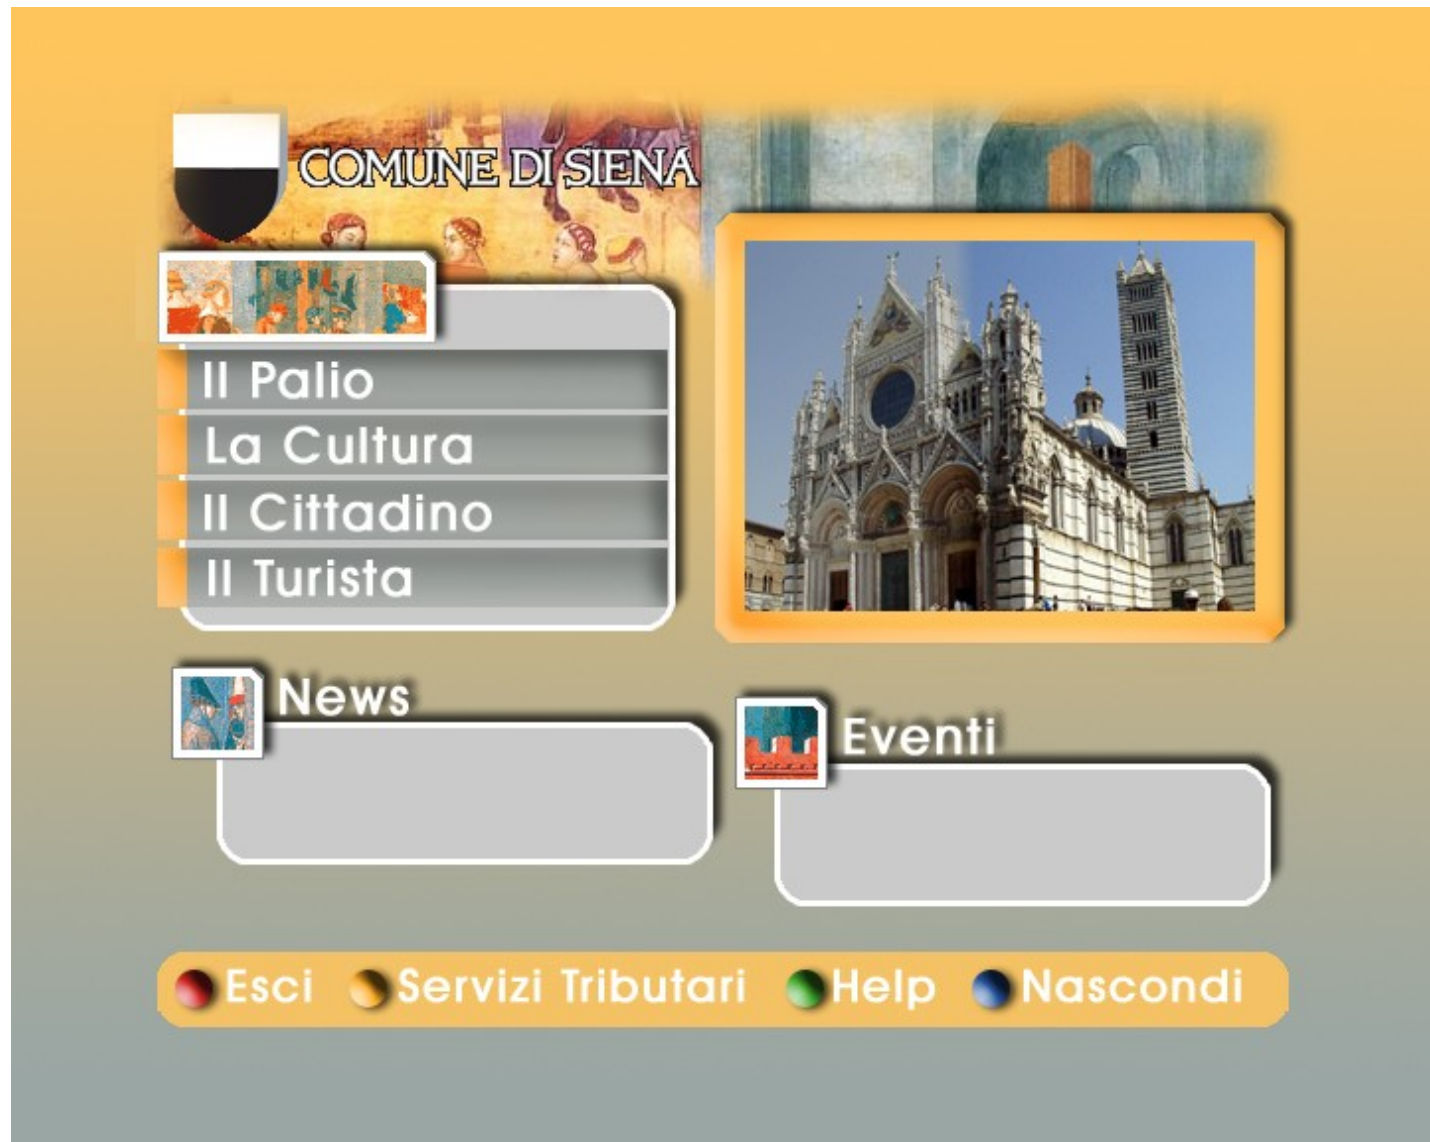 COMUNE DI SIENA
Il Palio
La Cultura
Il Cittadino
Il Turista
News
Eventi
Esci Servizi Tributari Help Nascondi